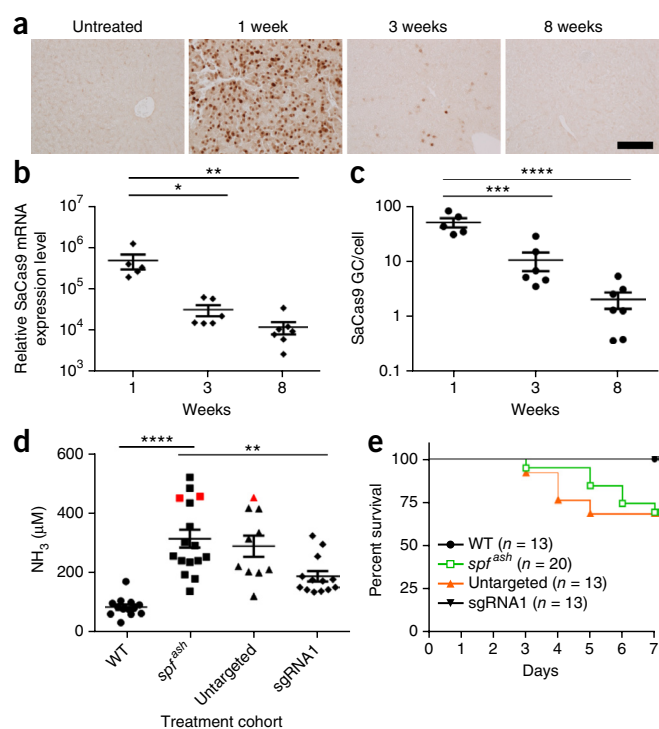 a
Untreated 1 week 3 weeks 8 weeks
b
**
*
Relative SaCas9 mRNA
expression level
10⁷
10⁶
10⁵
10⁴
10³
1 3 8
Weeks
c
****
***
SaCas9 GC/cell
100
10
1
0.1
1 3 8
Weeks
d
**** **
NH₃ (μM)
600
400
200
0
WT
spf^ash
Untargeted
sgRNA1
Treatment cohort
e
Percent survival
100
75
50
25
0
WT (n = 13)
spf^ash (n = 20)
Untargeted (n = 13)
sgRNA1 (n = 13)
0 1 2 3 4 5 6 7
Days